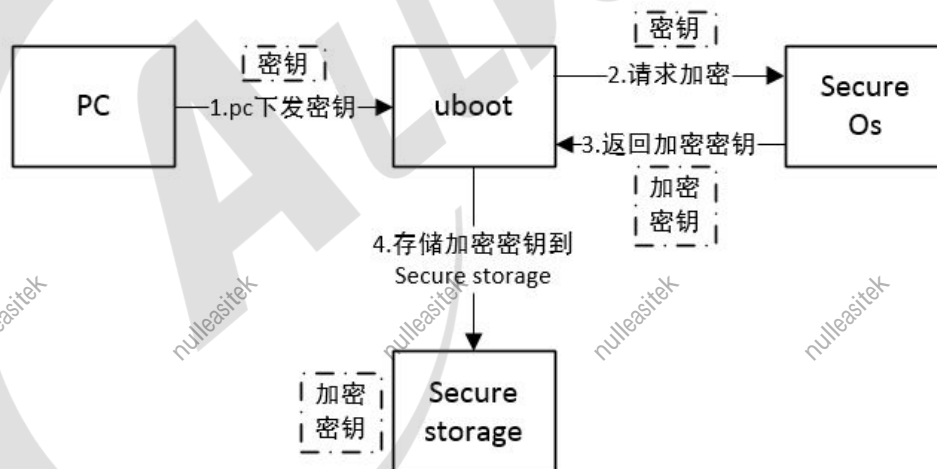 密钥
密钥
PC
1.pc下发密钥
uboot
2.请求加密
Secure
Os
3.返回加密密钥
加密
密钥
4.存储加密密钥到
Secure storage
nulleasitek
nulleasitek
nulleasitek
nulleasitek
加密
密钥
Secure
storage